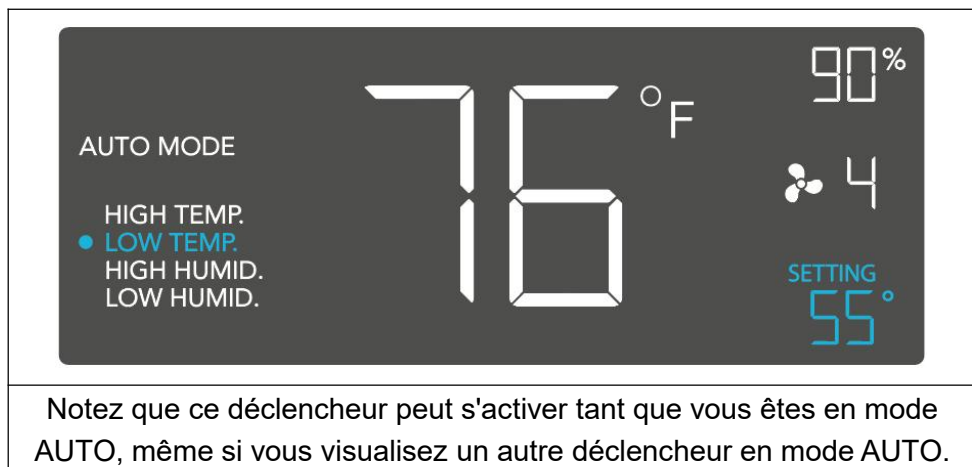 90%
76°F
AUTO MODE
4
HIGH TEMP.
LOW TEMP.
HIGH HUMID.
LOW HUMID.
SETTING
55°
Notez que ce déclencheur peut s'activer tant que vous êtes en mode
AUTO, même si vous visualisez un autre déclencheur en mode AUTO.